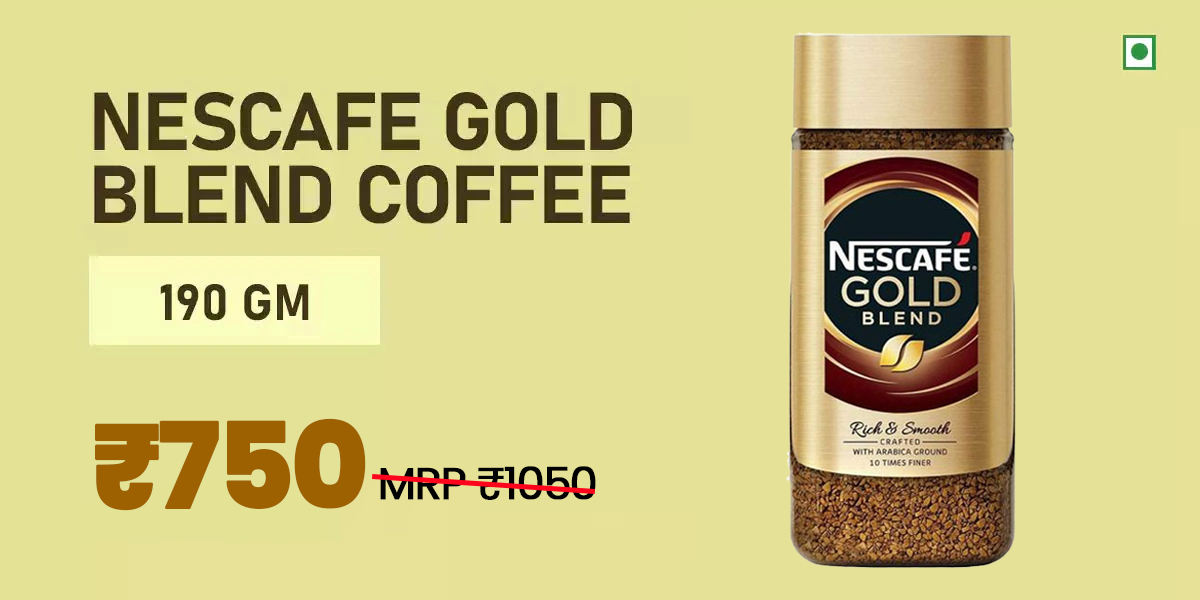 NESCAFE GOLD
BLEND COFFEE
190 GM
₹750
MRP ₹1050
NESCAFÉ®
GOLD
BLEND
Rich & Smooth
CRAFTED
WITH ARABICA GROUND
10 TIMES FINER